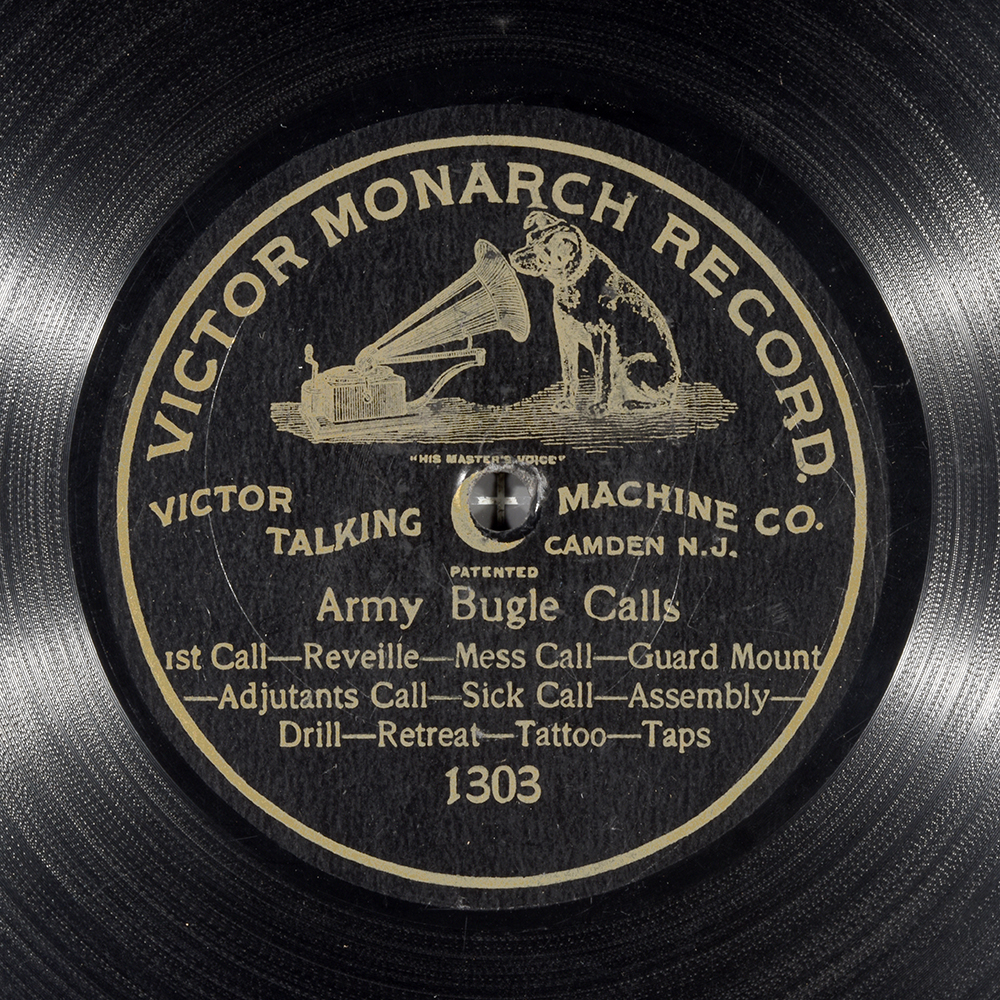 VICTOR MONARCH RECORD.
"HIS MASTER'S VOICE"
VICTOR TALKING MACHINE CO.
CAMDEN N.J.
PATENTED
Army Bugle Calls
1st Call—Reveille—Mess Call—Guard Mount
—Adjutants Call—Sick Call—Assembly—
Drill—Retreat—Tattoo—Taps
1303